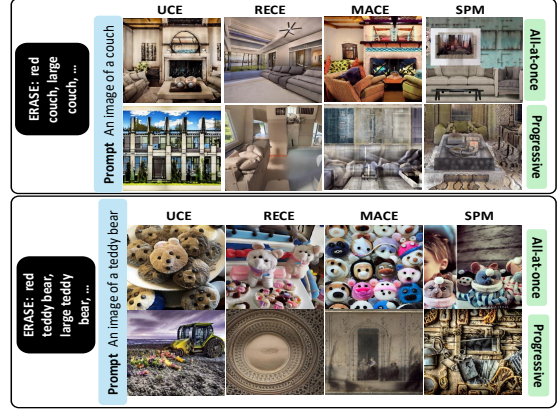 UCE RECE MACE SPM
ERASE: red
couch, large
couch, ...
Prompt An image of a couch
All-at-once
Progressive
UCE RECE MACE SPM
ERASE: red
teddy bear,
large teddy
bear, ...
Prompt An image of a teddy bear
All-at-once
Progressive